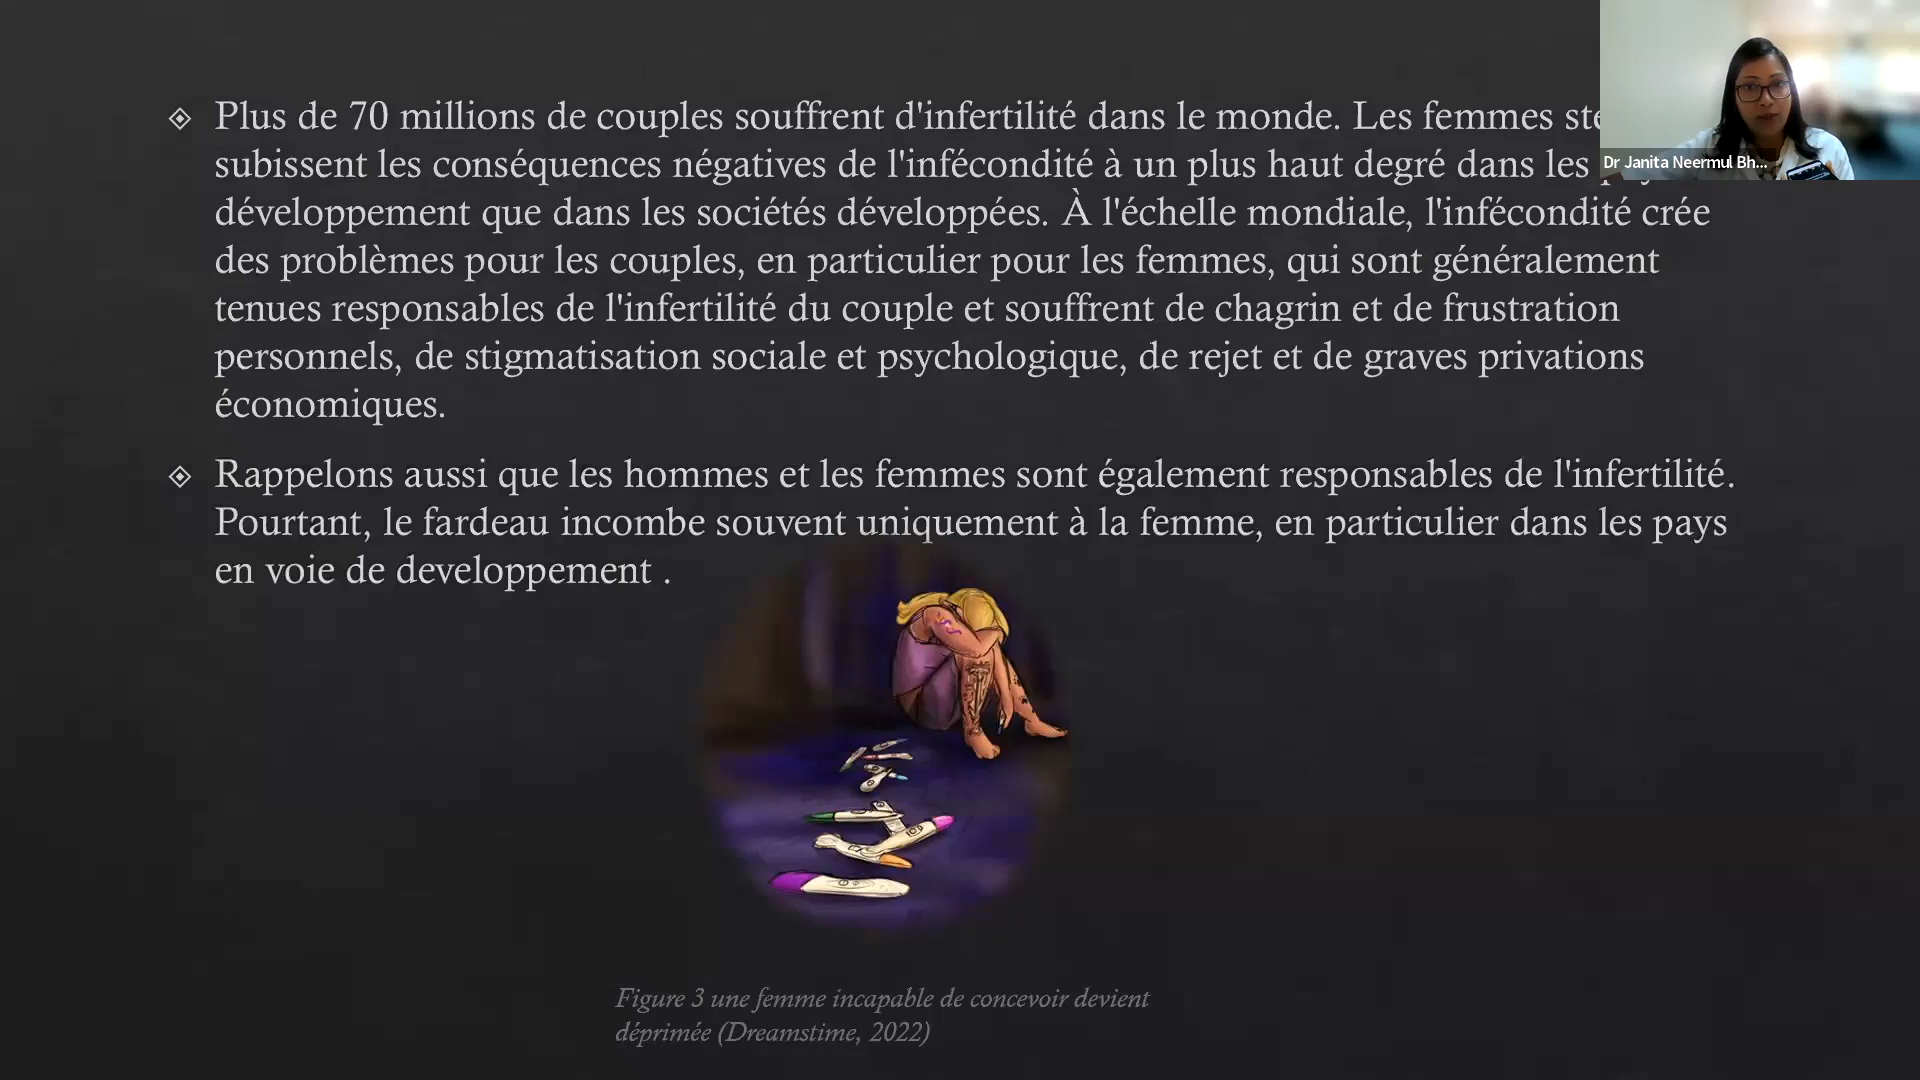 Plus de 70 millions de couples souffrent d'infertilité dans le monde. Les femmes
subissent les conséquences négatives de l'infécondité à un plus haut degré dans les
développement que dans les sociétés développées. À l'échelle mondiale, l'infécondité crée
des problèmes pour les couples, en particulier pour les femmes, qui sont généralement
tenues responsables de l'infertilité du couple et souffrent de chagrin et de frustration
personnels, de stigmatisation sociale et psychologique, de rejet et de graves privations
économiques.
Rappelons aussi que les hommes et les femmes sont également responsables de l'infertilité.
Pourtant, le fardeau incombe souvent uniquement à la femme, en particulier dans les pays
en voie de developpement .
Figure 3 une femme incapable de concevoir devient
déprimée (Dreamstime, 2022)
Dr Janita Neermul Bh...